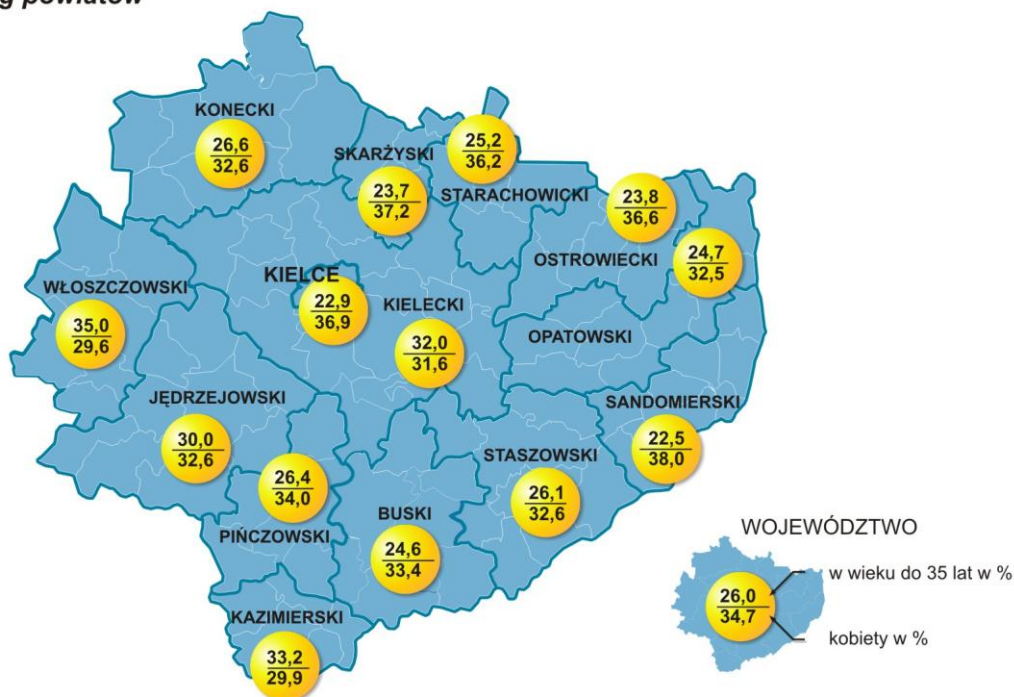 g powiatów
KONECKI
26,6
32,6
SKARŻYSKI
23,7
37,2
25,2
36,2
STARACHOWICKI
23,8
36,6
OSTROWIECKI
24,7
32,5
OPATOWSKI
WŁOSZCZOWSKI
35,0
29,6
KIELCE
22,9
36,9
KIELECKI
32,0
31,6
JĘDRZEJOWSKI
30,0
32,6
SANDOMIERSKI
22,5
38,0
STASZOWSKI
26,1
32,6
26,4
34,0
PIŃCZOWSKI
BUSKI
24,6
33,4
KAZIMIERSKI
33,2
29,9
WOJEWÓDZTWO
26,0
34,7
w wieku do 35 lat w %
kobiety w %